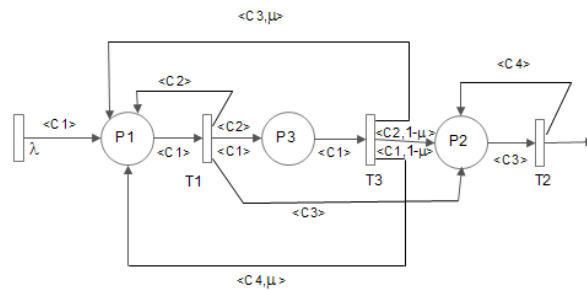 <C3,μ>
<C2>
<C4>
<C1>
<C2>
<C2,1-μ>
P1
P3
P2
λ
<C1>
<C1>
<C1>
<C1,1-μ>
<C3>
T1
T3
T2
<C3>
<C4,μ>